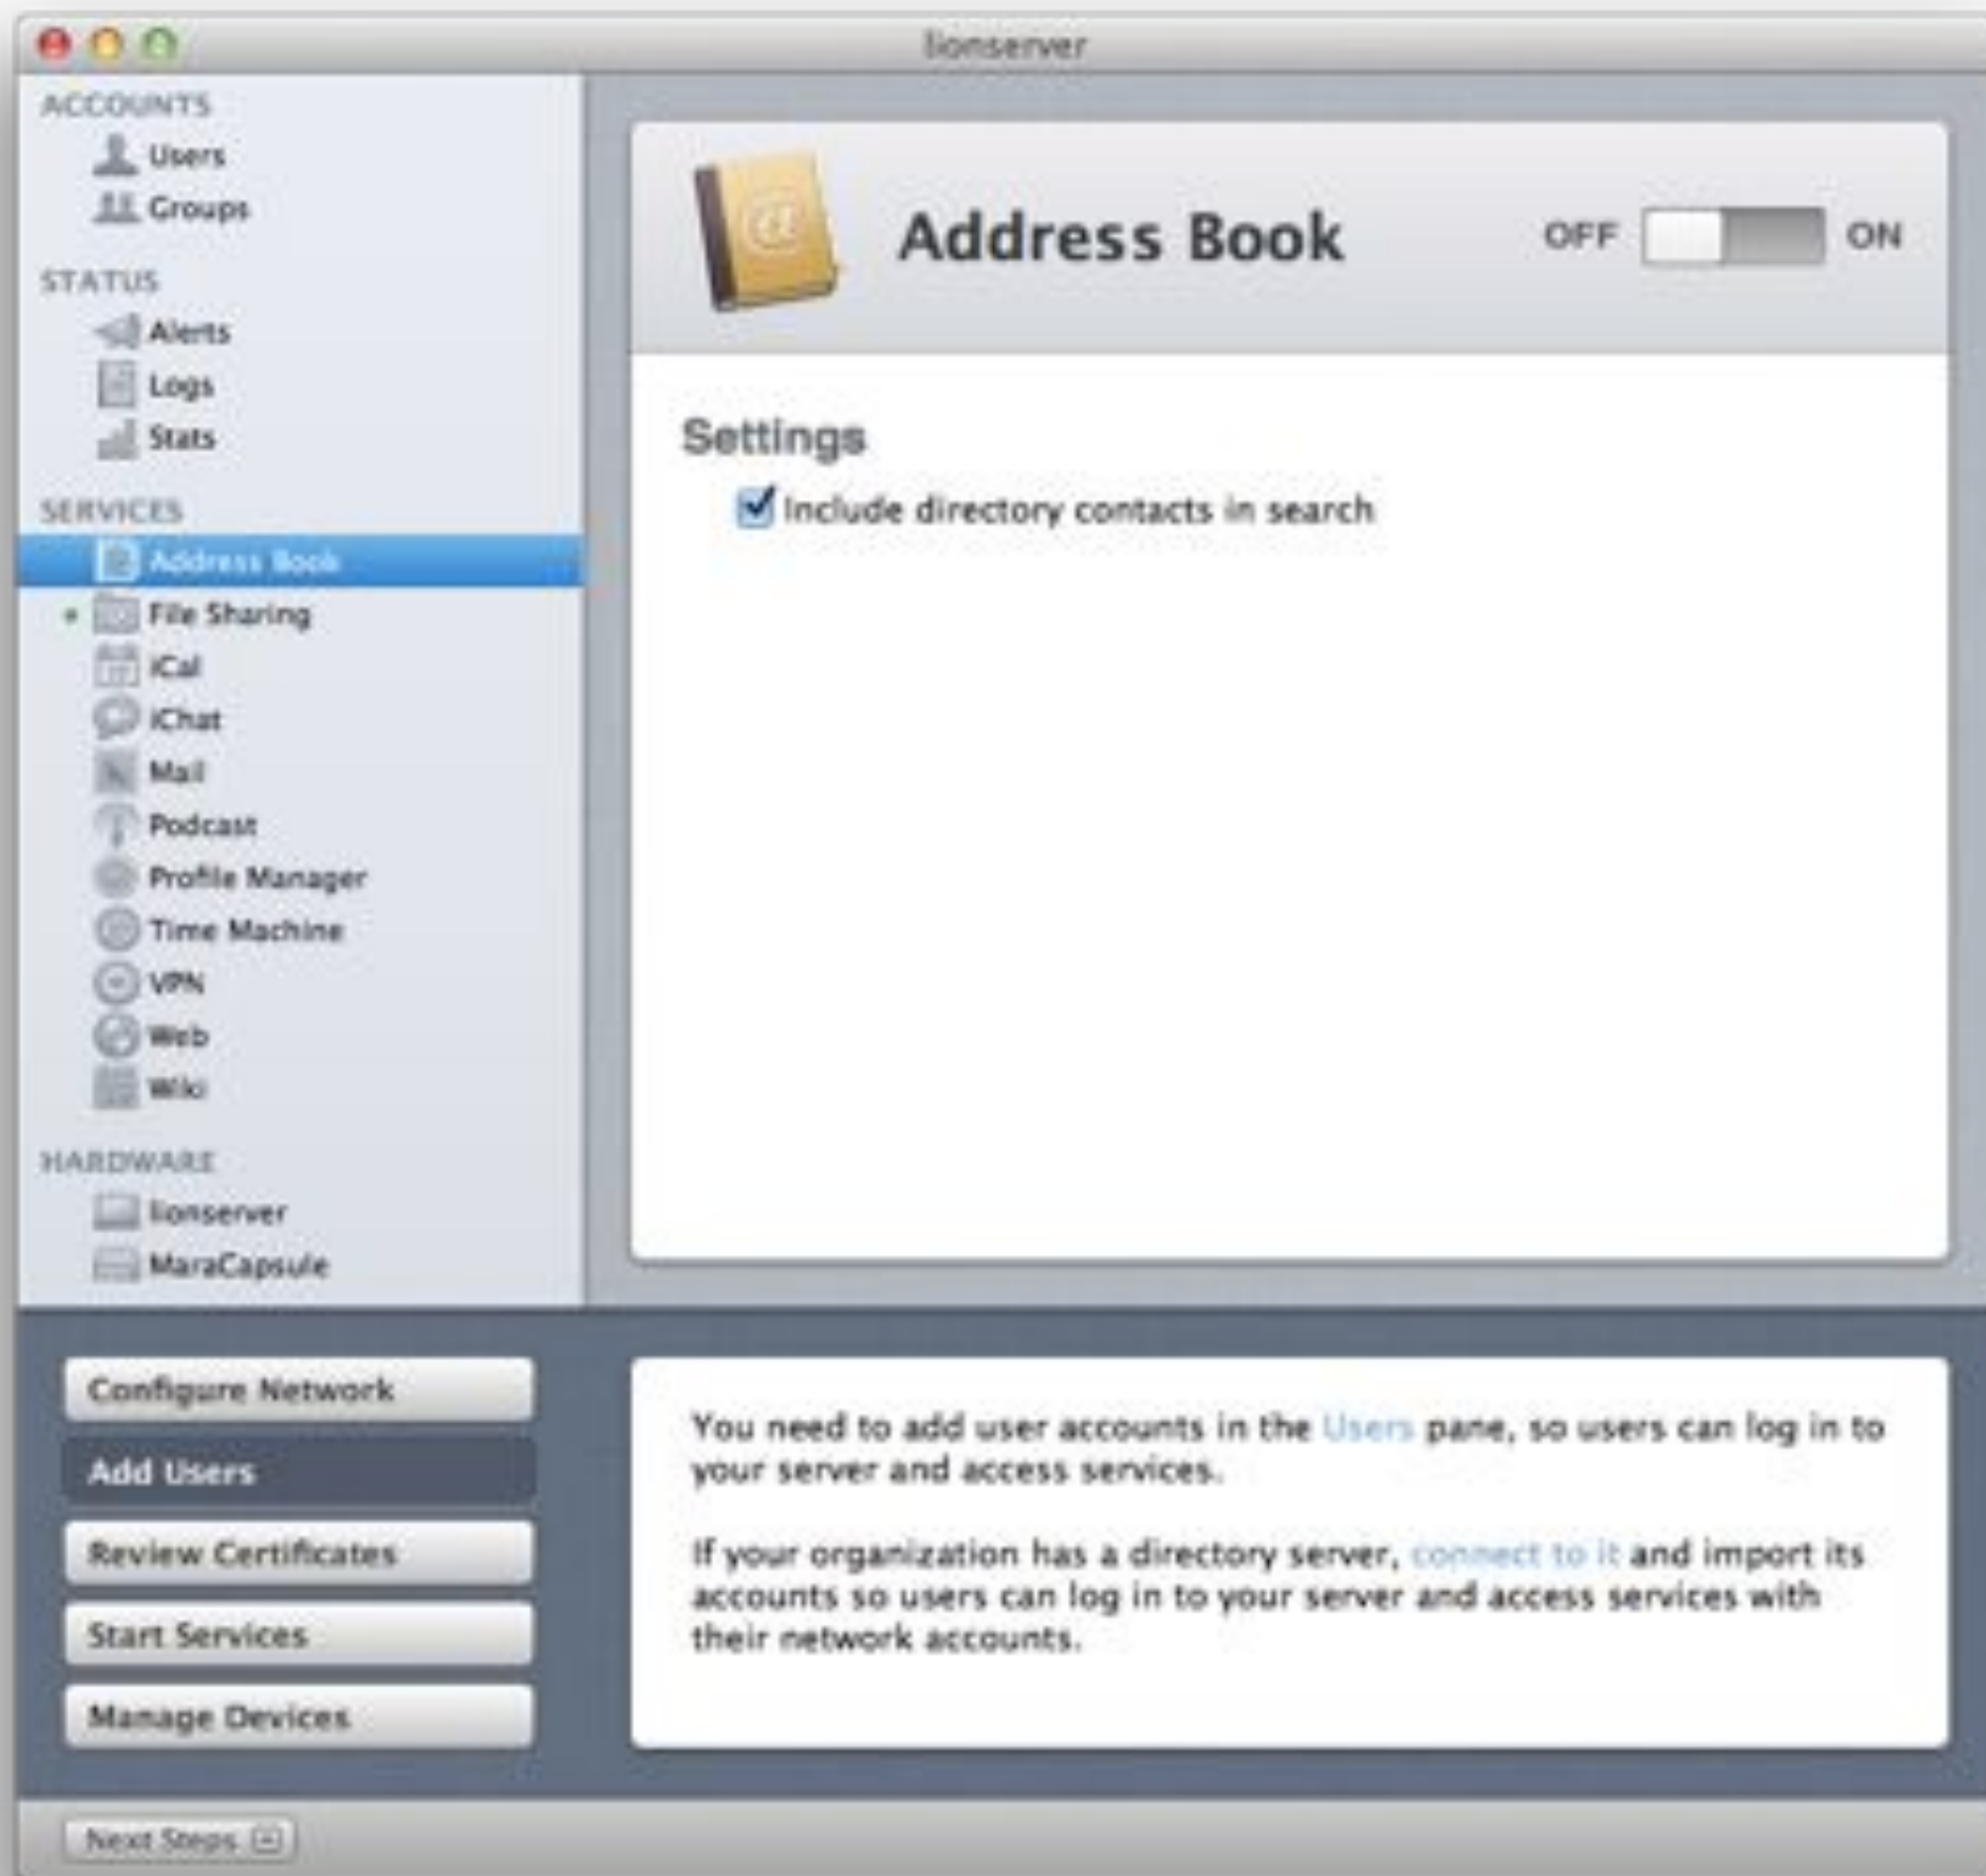 lionserver
ACCOUNTS
Users
Groups
STATUS
Alerts
Logs
Stats
SERVICES
Address Book
File Sharing
iCal
iChat
Mail
Podcast
Profile Manager
Time Machine
VPN
Web
Wiki
HARDWARE
lionserver
MaraCapsule
@
Address Book
OFF
ON
Settings
Include directory contacts in search
Configure Network
Add Users
Review Certificates
Start Services
Manage Devices
You need to add user accounts in the Users pane, so users can log in to
your server and access services.
If your organization has a directory server, connect to it and import its
accounts so users can log in to your server and access services with
their network accounts.
Next Steps